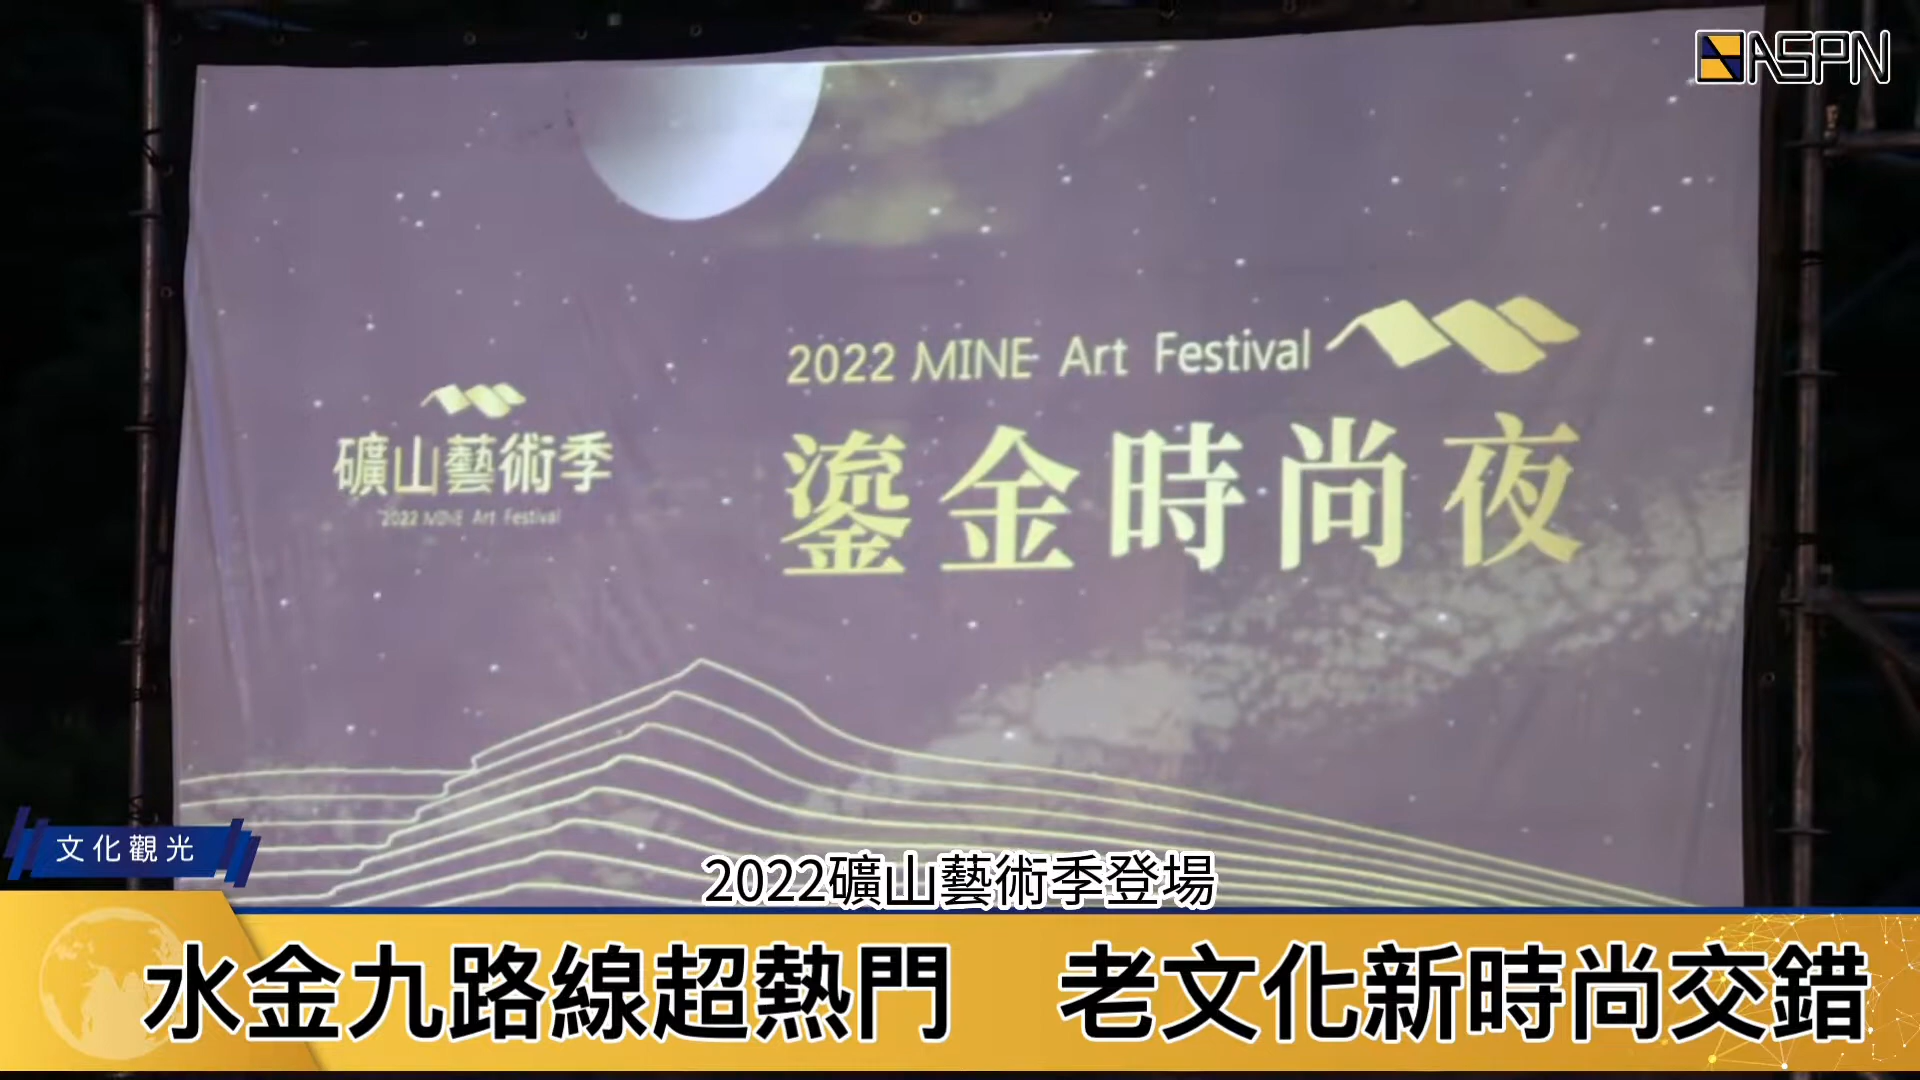 ASPN
2022 MINE Art Festival
鎏金時尚夜
礦山藝術季
2022 MINE Art Festival
文化觀光
2022礦山藝術季登場
水金九路線超熱門 老文化新時尚交錯